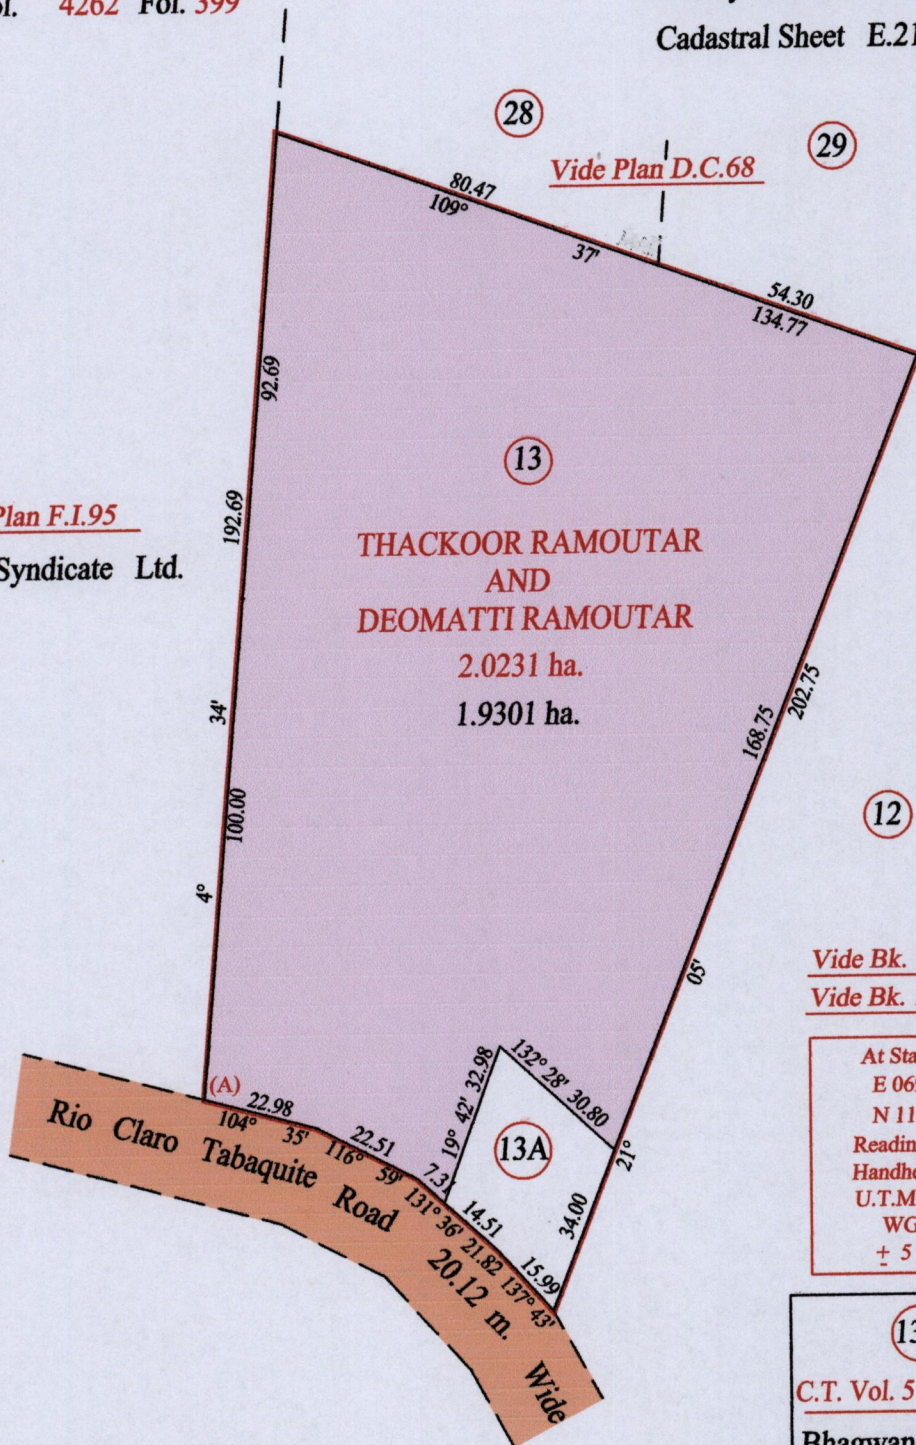 4262 Fol. 399
Cadastral Sheet E.21
28
29
Vide Plan D.C.68
80.47
109°
37'
54.30
134.77
92.69
13
192.69
Plan F.I.95
Syndicate Ltd.
THACKOOR RAMOUTAR
AND
DEOMATTI RAMOUTAR
2.0231 ha.
1.9301 ha.
34'
202.75
168.75
100.00
12
4°
05'
Vide Bk.
Vide Bk.
(A)
22.98
104°
35'
22.51
116°
59'
7.31
131° 36' 21.82 137° 43'
19° 42' 32.98
132° 28' 30.80
13A
21°
14.51
34.00
15.99
Rio Claro Tabaquite Road 20.12 m. Wide
At Sta
E 06
N 11
Readin
Handhe
U.T.M
WG
± 5
13
C.T. Vol. 5
Bhagwan